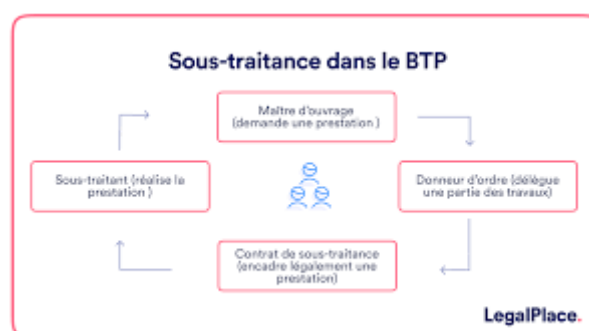 Sous-traitance dans le BTP
Maître d'ouvrage
(demande une prestation )
Sous-traitant (réalise la
prestation )
Donneur d'ordre (délègue
une partie des travaux)
Contrat de sous-traitance
(encadre légalement une
prestation)
LegalPlace.